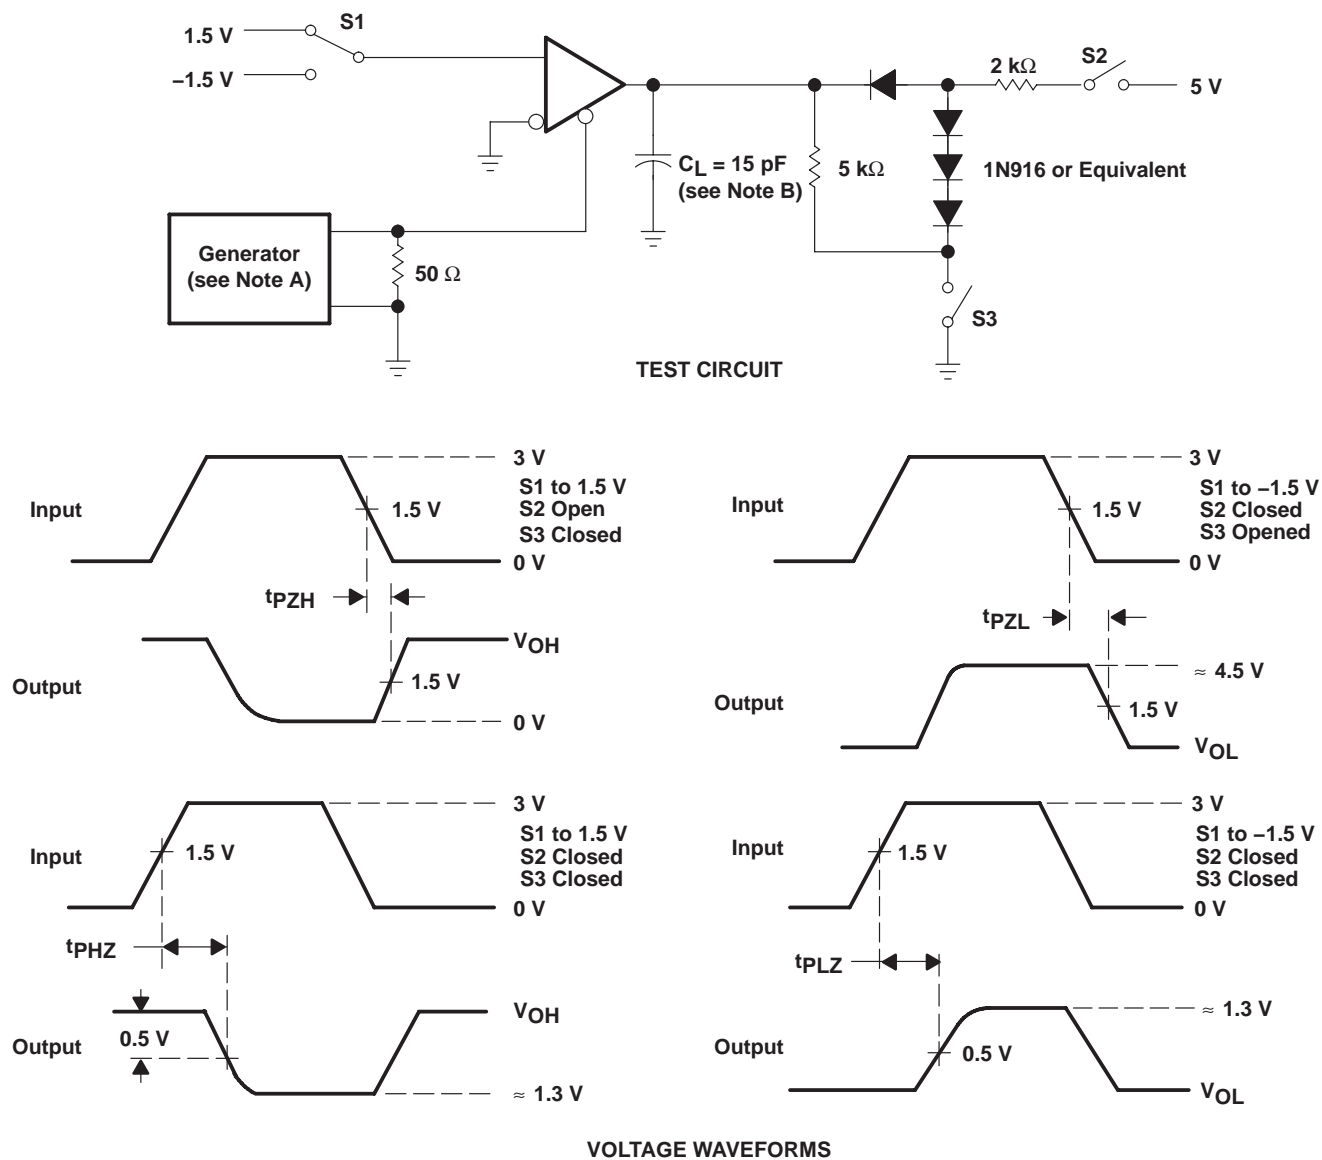 1.5 V
S1
–1.5 V
2 kΩ
S2
5 V
CL = 15 pF
(see Note B)
5 kΩ
1N916 or Equivalent
Generator
(see Note A)
50 Ω
S3
TEST CIRCUIT
Input
3 V
S1 to 1.5 V
S2 Open
S3 Closed
1.5 V
0 V
tPZH
Output
VOH
1.5 V
0 V
Input
3 V
S1 to –1.5 V
S2 Closed
S3 Opened
1.5 V
0 V
tPZL
Output
≈ 4.5 V
1.5 V
VOL
Input
3 V
S1 to 1.5 V
S2 Closed
S3 Closed
1.5 V
0 V
tPHZ
Output
VOH
0.5 V
≈ 1.3 V
Input
3 V
S1 to –1.5 V
S2 Closed
S3 Closed
1.5 V
0 V
tPLZ
Output
≈ 1.3 V
0.5 V
VOL
VOLTAGE WAVEFORMS